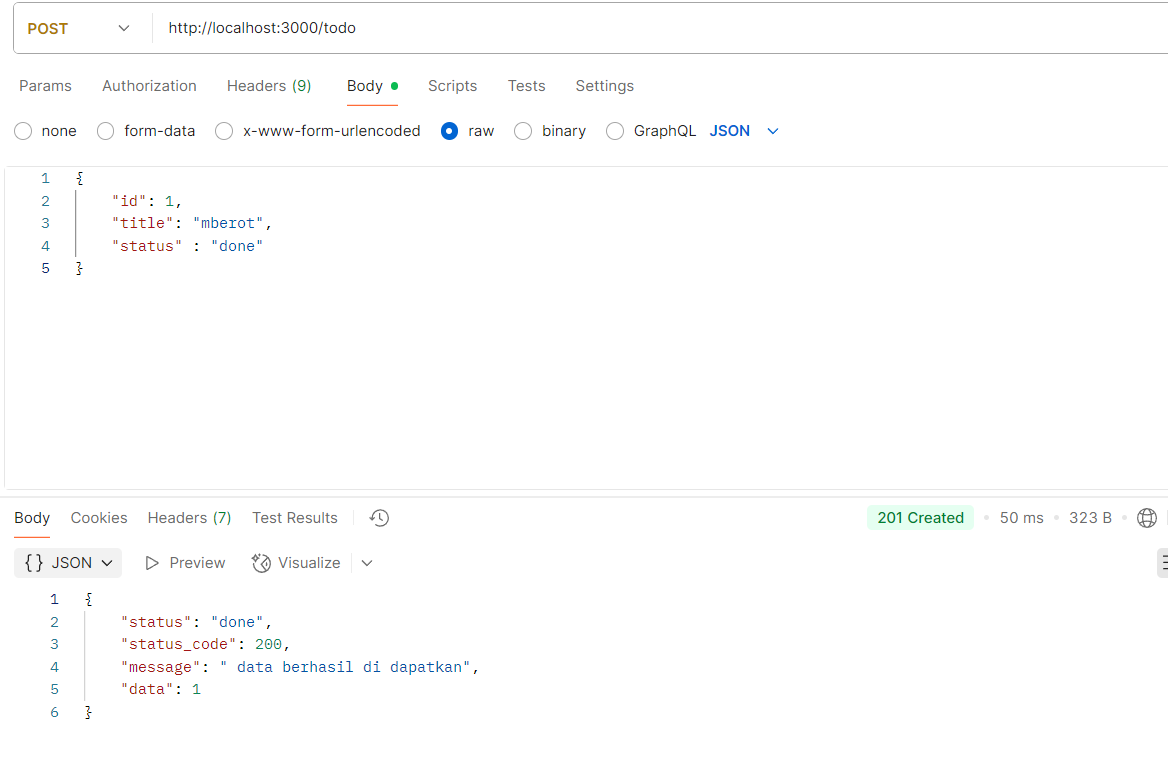 POST http://localhost:3000/todo
Params Authorization Headers (9) Body Scripts Tests Settings
none form-data x-www-form-urlencoded raw binary GraphQL JSON
1 {
2 "id": 1,
3 "title": "mberot",
4 "status" : "done"
5 }
Body Cookies Headers (7) Test Results 201 Created • 50 ms • 323 B •
{ } JSON Preview Visualize
1 {
2 "status": "done",
3 "status_code": 200,
4 "message": " data berhasil di dapatkan",
5 "data": 1
6 }